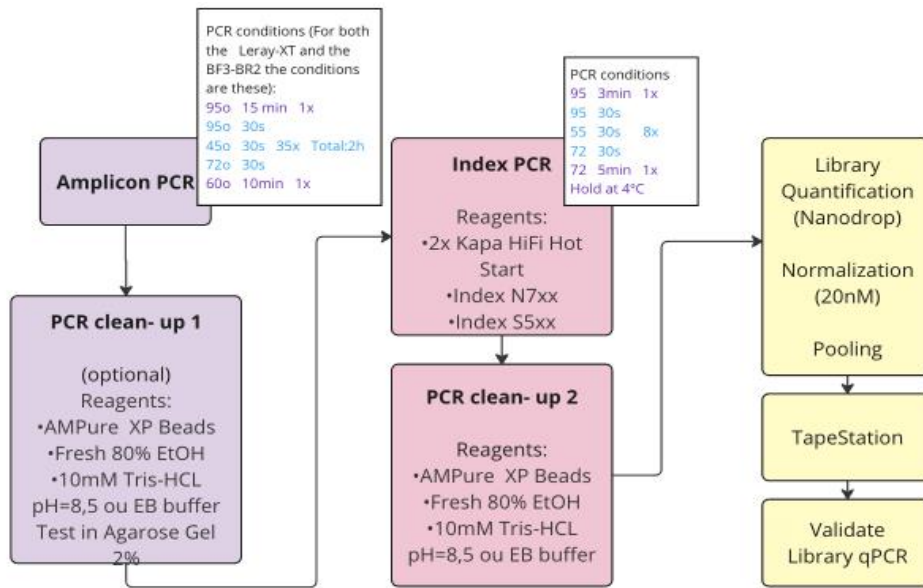 PCR conditions (For both
the Leray-XT and the
BF3-BR2 the conditions
are these):
95o 15 min 1x
95o 30s
45o 30s 35x Total:2h
72o 30s
60o 10min 1x
Amplicon PCR
PCR clean- up 1
(optional)
Reagents:
•AMPure XP Beads
•Fresh 80% EtOH
•10mM Tris-HCL
pH=8,5 ou EB buffer
Test in Agarose Gel
2%
PCR conditions
95 3min 1x
95 30s
55 30s 8x
72 30s
72 5min 1x
Hold at 4°C
Index PCR
Reagents:
•2x Kapa HiFi Hot
Start
•Index N7xx
•Index S5xx
PCR clean- up 2
Reagents:
•AMPure XP Beads
•Fresh 80% EtOH
•10mM Tris-HCL
pH=8,5 ou EB buffer
Library
Quantification
(Nanodrop)
Normalization
(20nM)
Pooling
TapeStation
Validate
Library qPCR